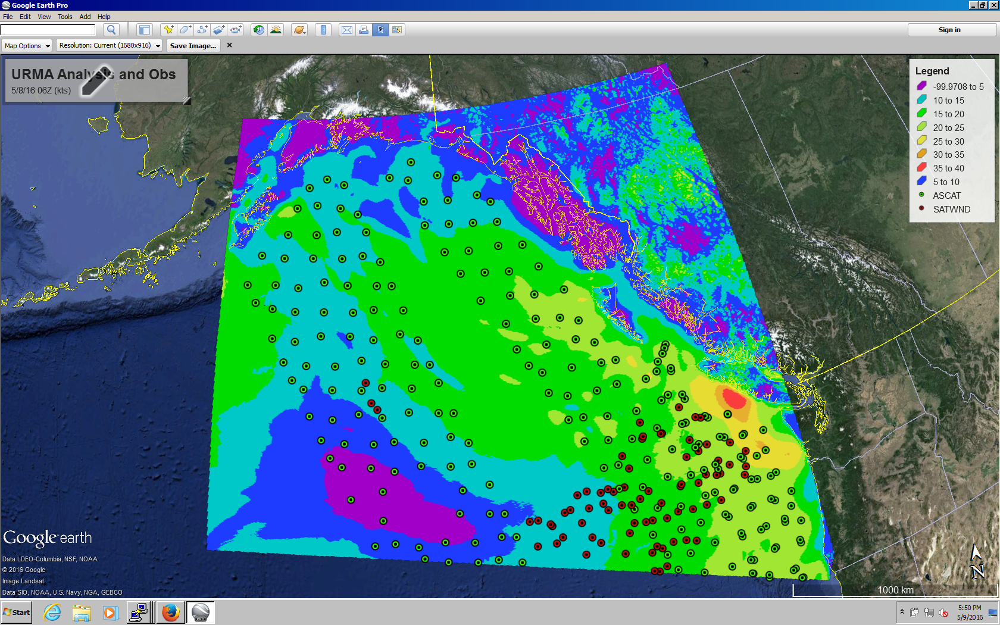 Google Earth Pro
File Edit View Tools Add Help
Sign in
Map Options Resolution: Current (1680x916) Save Image...
URMA Analysis and Obs
5/8/16 06Z (kts)
Legend
-99.9708 to 5
10 to 15
15 to 20
20 to 25
25 to 30
30 to 35
35 to 40
5 to 10
ASCAT
SATWND
Google earth
Data LDEO-Columbia, NSF, NOAA
© 2016 Google
Image Landsat
Data SIO, NOAA, U.S. Navy, NGA, GEBCO
N
1000 km
Start
PRO
5:50 PM
5/9/2016